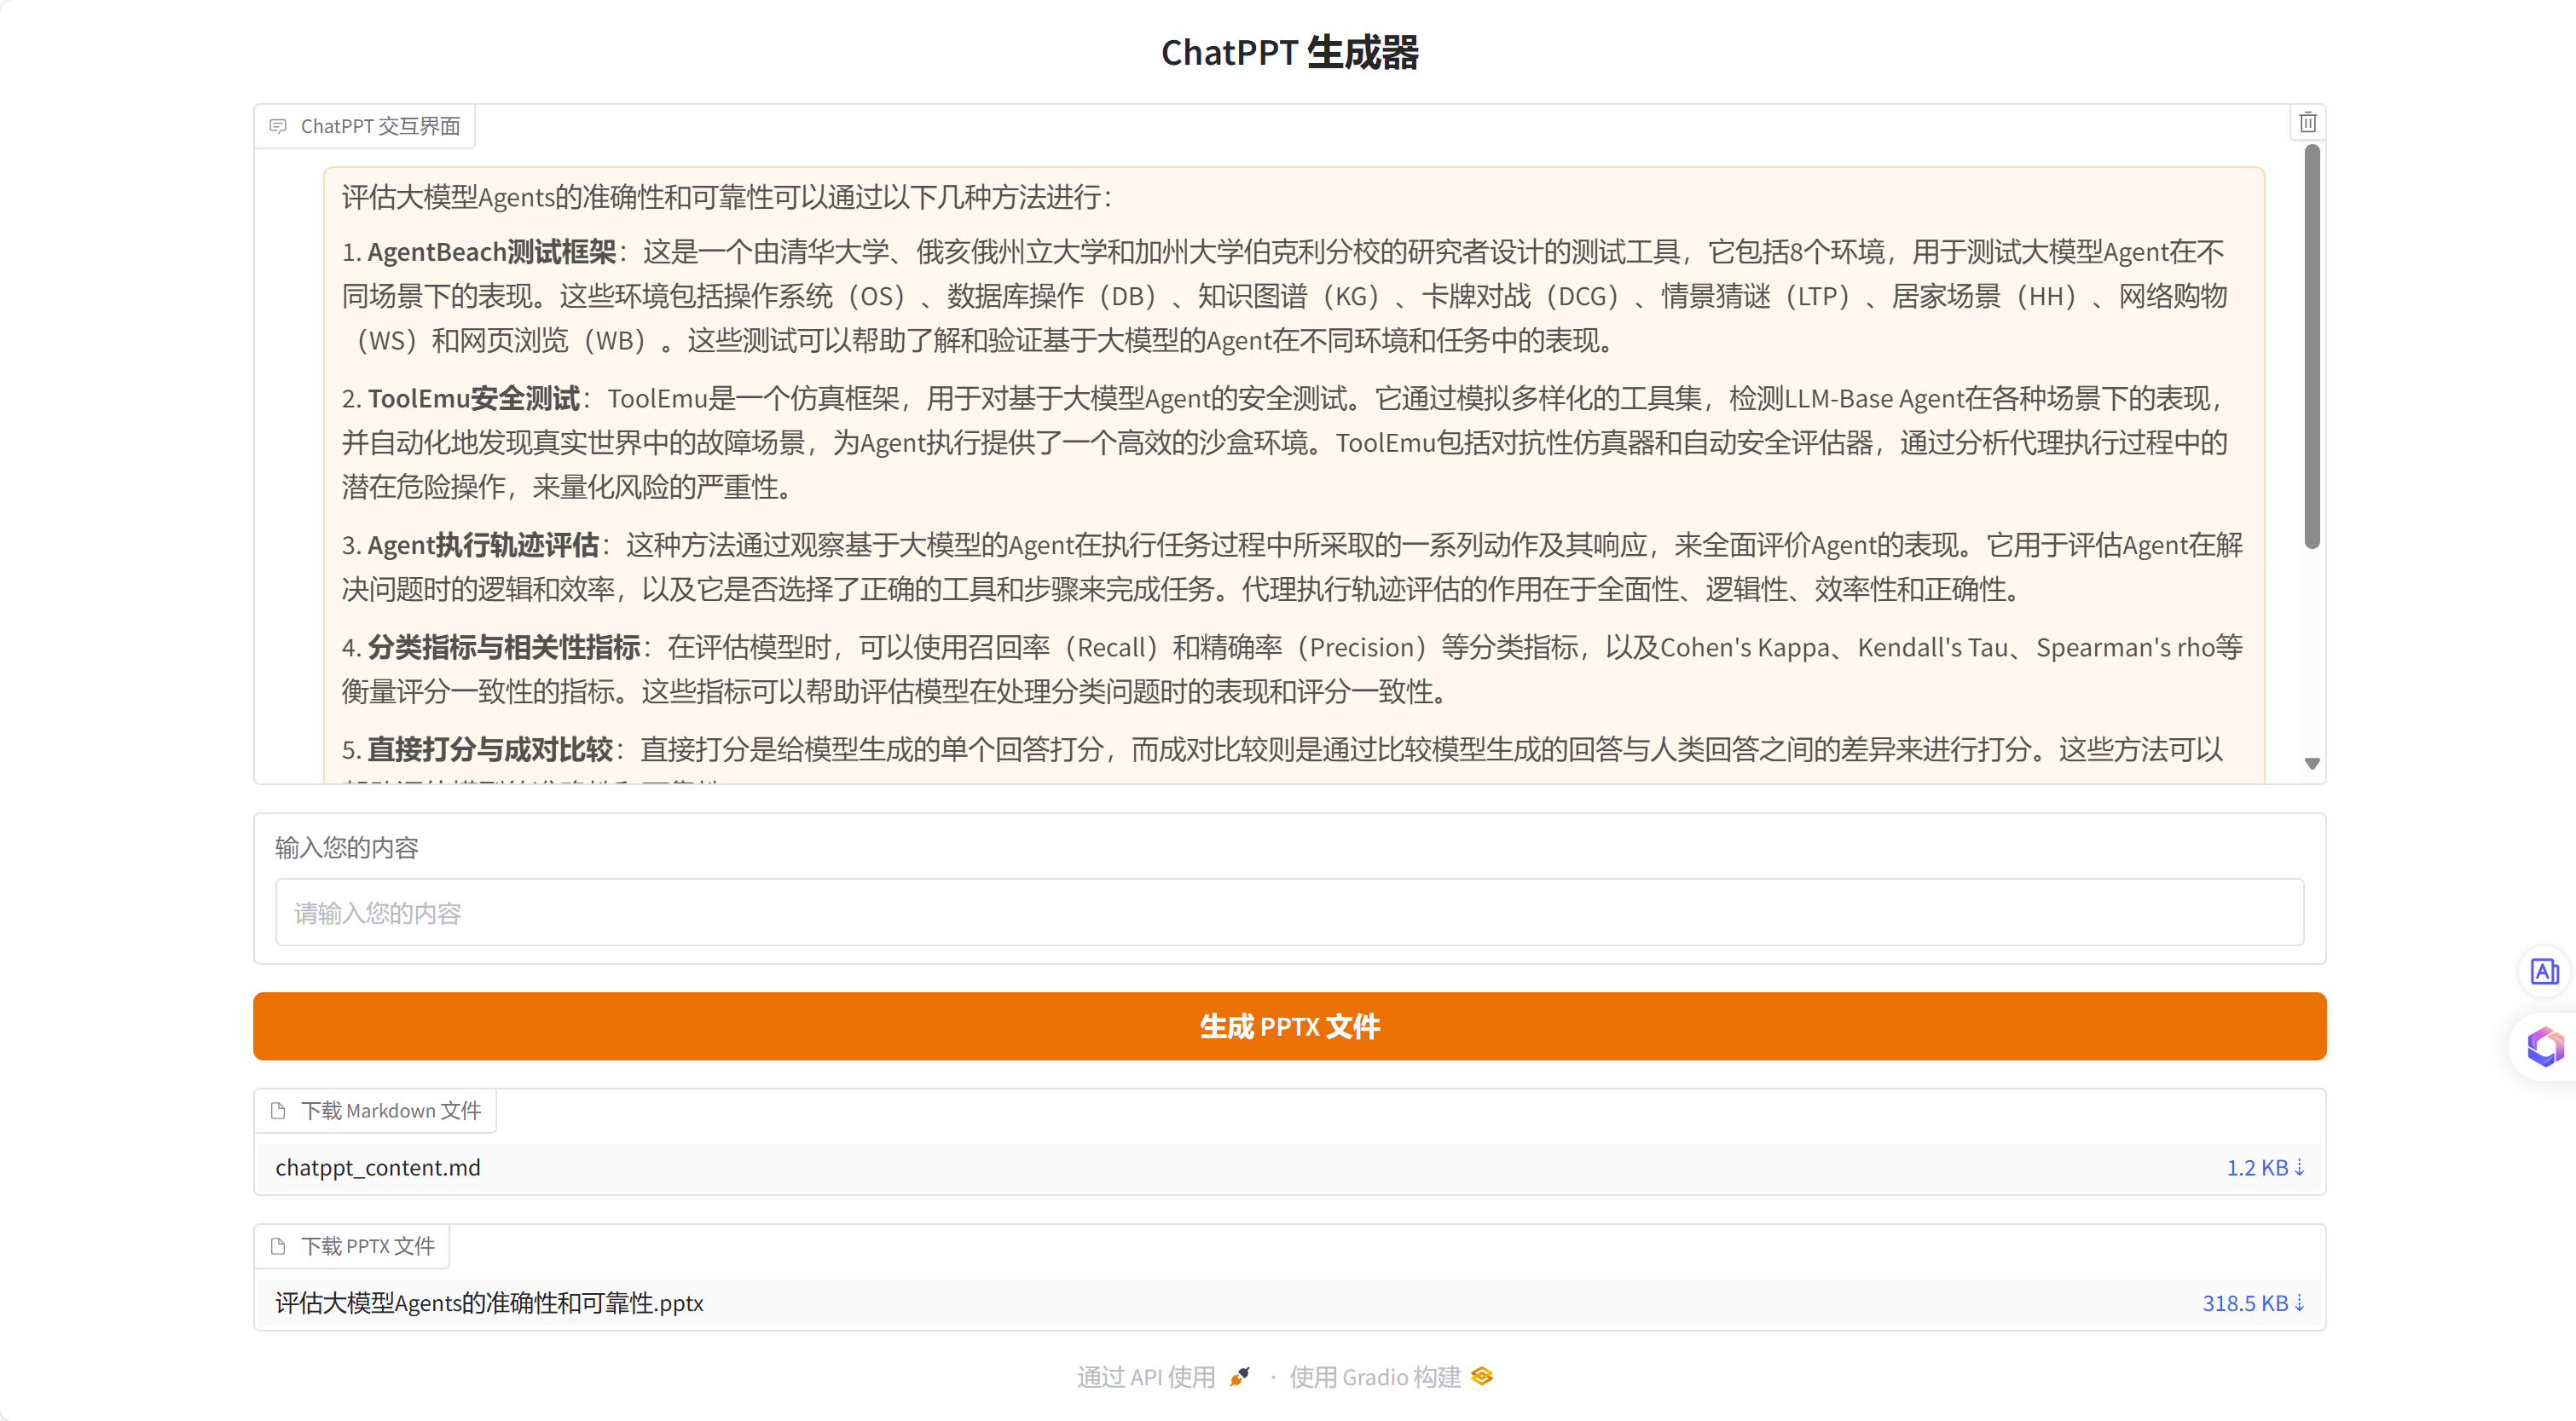 ChatPPT 生成器
ChatPPT 交互界面
评估大模型Agents的准确性和可靠性可以通过以下几种方法进行：
1. AgentBeach测试框架：这是一个由清华大学、俄亥俄州立大学和加州大学伯克利分校的研究者设计的测试工具，它包括8个环境，用于测试大模型Agent在不
同场景下的表现。这些环境包括操作系统（OS）、数据库操作（DB）、知识图谱（KG）、卡牌对战（DCG）、情景猜谜（LTP）、居家场景（HH）、网络购物
（WS）和网页浏览（WB）。这些测试可以帮助了解和验证基于大模型的Agent在不同环境和任务中的表现。
2. ToolEmu安全测试：ToolEmu是一个仿真框架，用于对基于大模型Agent的安全测试。它通过模拟多样化的工具集，检测LLM-Base Agent在各种场景下的表现，
并自动化地发现真实世界中的故障场景，为Agent执行提供了一个高效的沙盒环境。ToolEmu包括对抗性仿真器和自动安全评估器，通过分析代理执行过程中的
潜在危险操作，来量化风险的严重性。
3. Agent执行轨迹评估：这种方法通过观察基于大模型的Agent在执行任务过程中所采取的一系列动作及其响应，来全面评价Agent的表现。它用于评估Agent在解
决问题时的逻辑和效率，以及它是否选择了正确的工具和步骤来完成任务。代理执行轨迹评估的作用在于全面性、逻辑性、效率性和正确性。
4. 分类指标与相关性指标：在评估模型时，可以使用召回率（Recall）和精确率（Precision）等分类指标，以及Cohen's Kappa、Kendall's Tau、Spearman's rho等
衡量评分一致性的指标。这些指标可以帮助评估模型在处理分类问题时的表现和评分一致性。
5. 直接打分与成对比较：直接打分是给模型生成的单个回答打分，而成对比较则是通过比较模型生成的回答与人类回答之间的差异来进行打分。这些方法可以
输入您的内容
请输入您的内容
生成 PPTX 文件
下载 Markdown 文件
chatppt_content.md 1.2 KB ⇣
下载 PPTX 文件
评估大模型Agents的准确性和可靠性.pptx 318.5 KB ⇣
通过 API 使用 · 使用 Gradio 构建